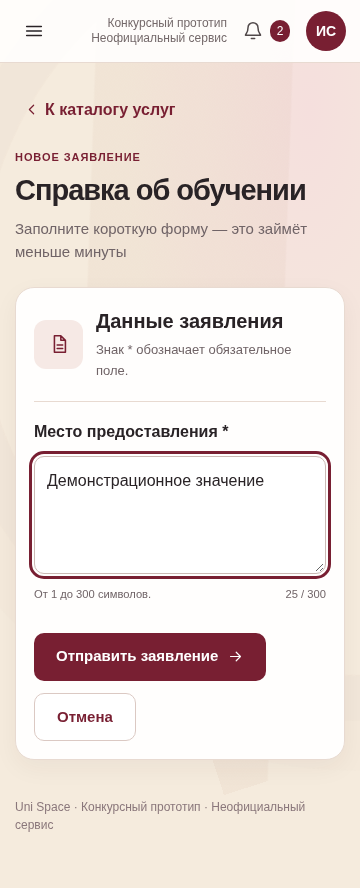 Конкурсный прототип
Неофициальный сервис
2
ИС
К каталогу услуг
НОВОЕ ЗАЯВЛЕНИЕ
Справка об обучении
Заполните короткую форму — это займёт
меньше минуты
Данные заявления
Знак * обозначает обязательное
поле.
Место предоставления *
Демонстрационное значение
От 1 до 300 символов.
25 / 300
Отправить заявление →
Отмена
Uni Space · Конкурсный прототип · Неофициальный
сервис